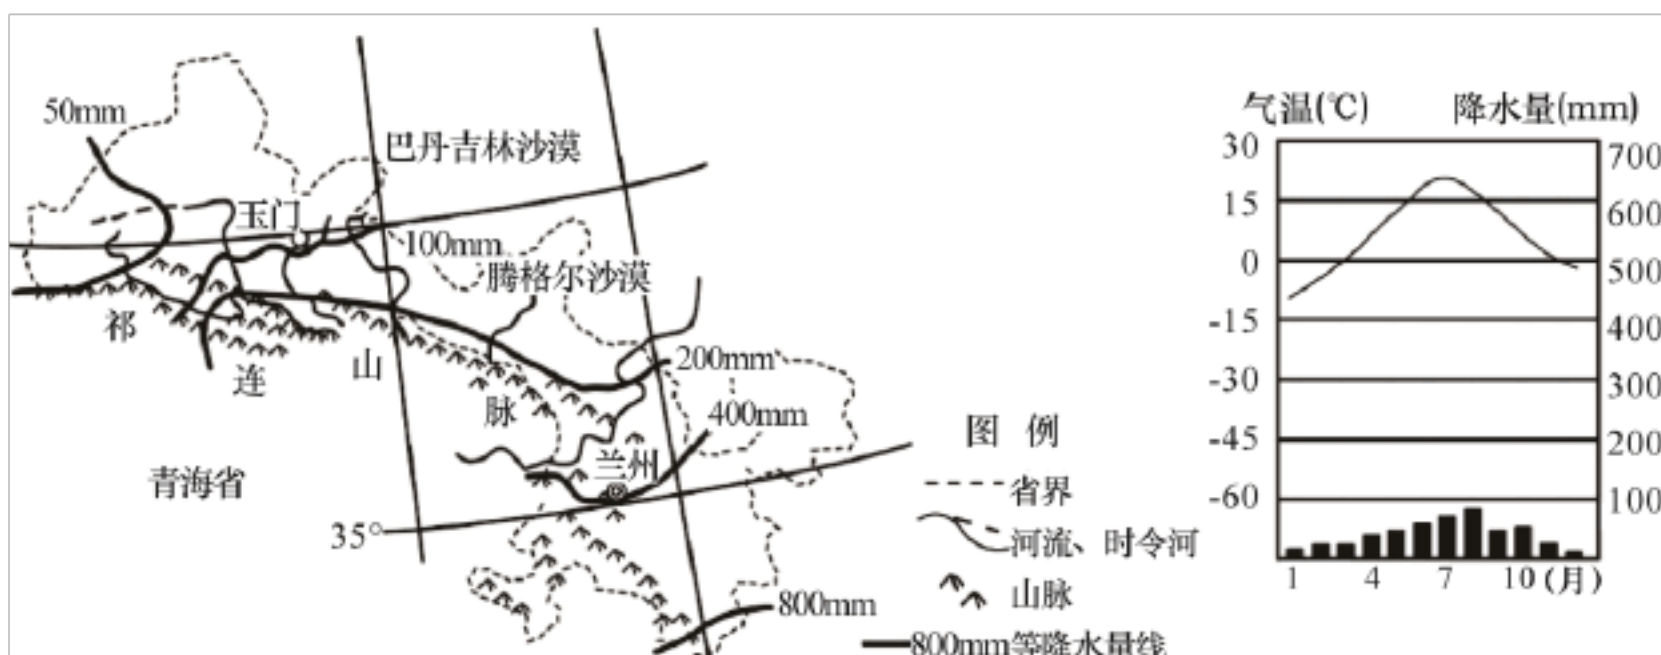 50mm
巴丹吉林沙漠
玉门
100mm
腾格尔沙漠
祁
连
山
脉
200mm
400mm
兰州
青海省
35°
800mm
图 例
省界
河流、时令河
山脉
800mm等降水量线
气温(℃)
降水量(mm)
30
15
0
-15
-30
-45
-60
700
600
500
400
300
200
100
1 4 7 10 (月)